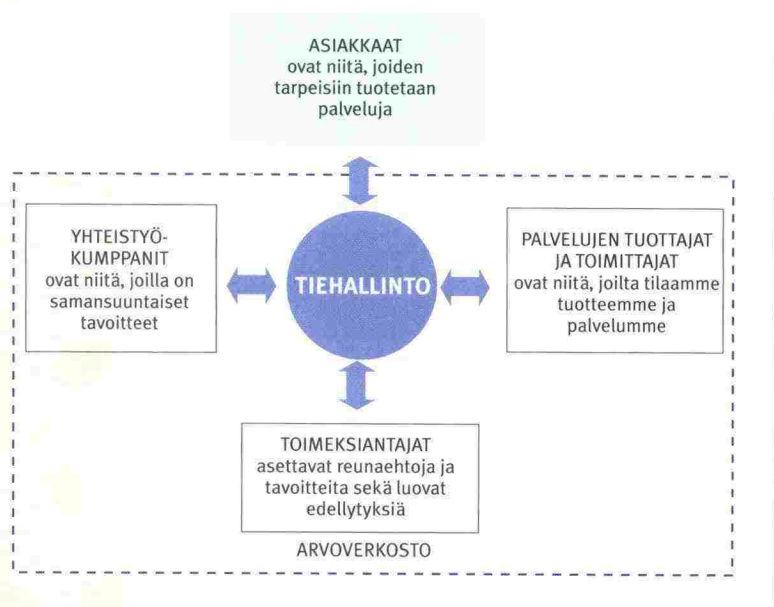 ASIAKKAAT
ovat niitä, joiden
tarpeisiin tuotetaan
palveluja
YHTEISTYÖ-
KUMPPANIT
ovat niitä, joilla on
samansuuntaiset
tavoitteet
TIEHALLINTO
PALVELUJEN TUOTTAJAT
JA TOIMITTAJAT
ovat niitä, joilta tilaamme
tuotteemme ja
palvelumme
TOIMEKSIANTAJAT
asettavat reunaehtoja ja
tavoitteita sekä luovat
edellytyksiä
ARVOVERKOSTO